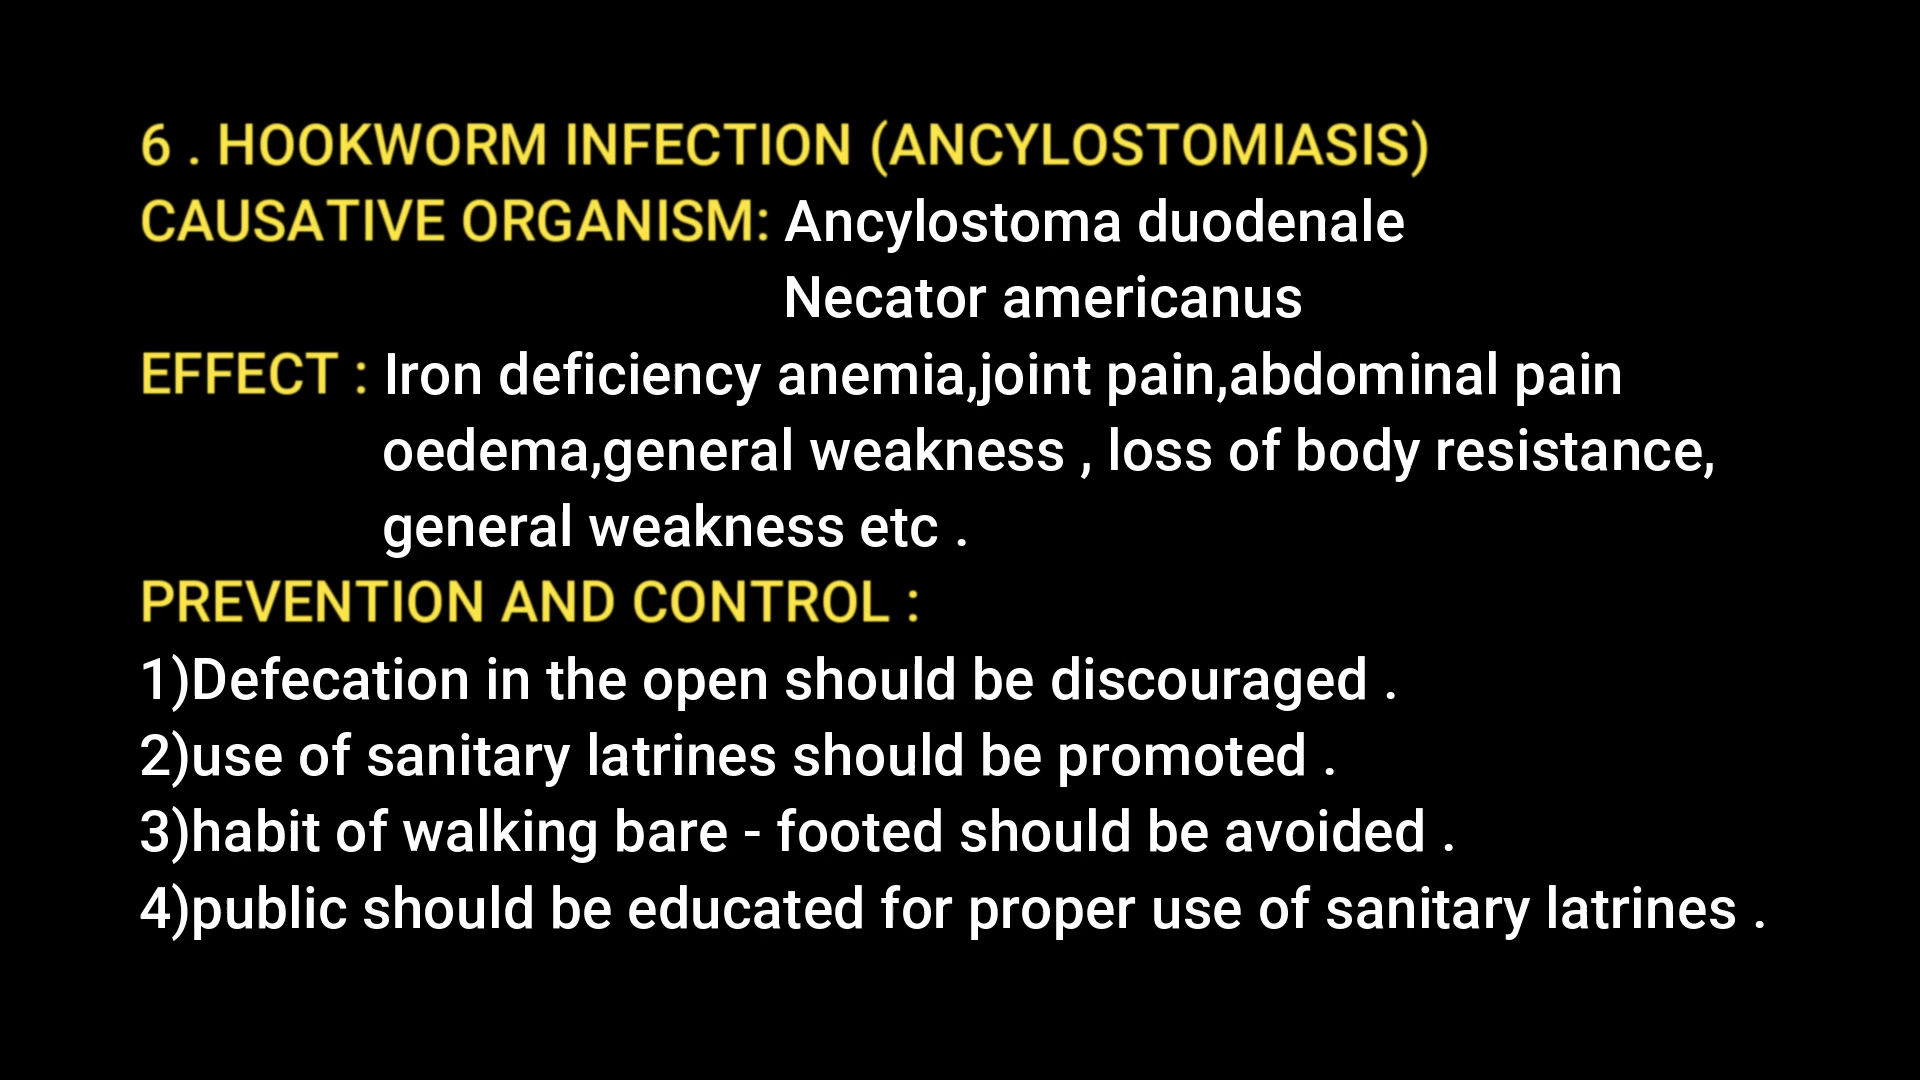 6 . HOOKWORM INFECTION (ANCYLOSTOMIASIS)
CAUSATIVE ORGANISM: Ancylostoma duodenale
Necator americanus
EFFECT : Iron deficiency anemia,joint pain,abdominal pain
oedema,general weakness , loss of body resistance,
general weakness etc .
PREVENTION AND CONTROL :
1)Defecation in the open should be discouraged .
2)use of sanitary latrines should be promoted .
3)habit of walking bare - footed should be avoided .
4)public should be educated for proper use of sanitary latrines .